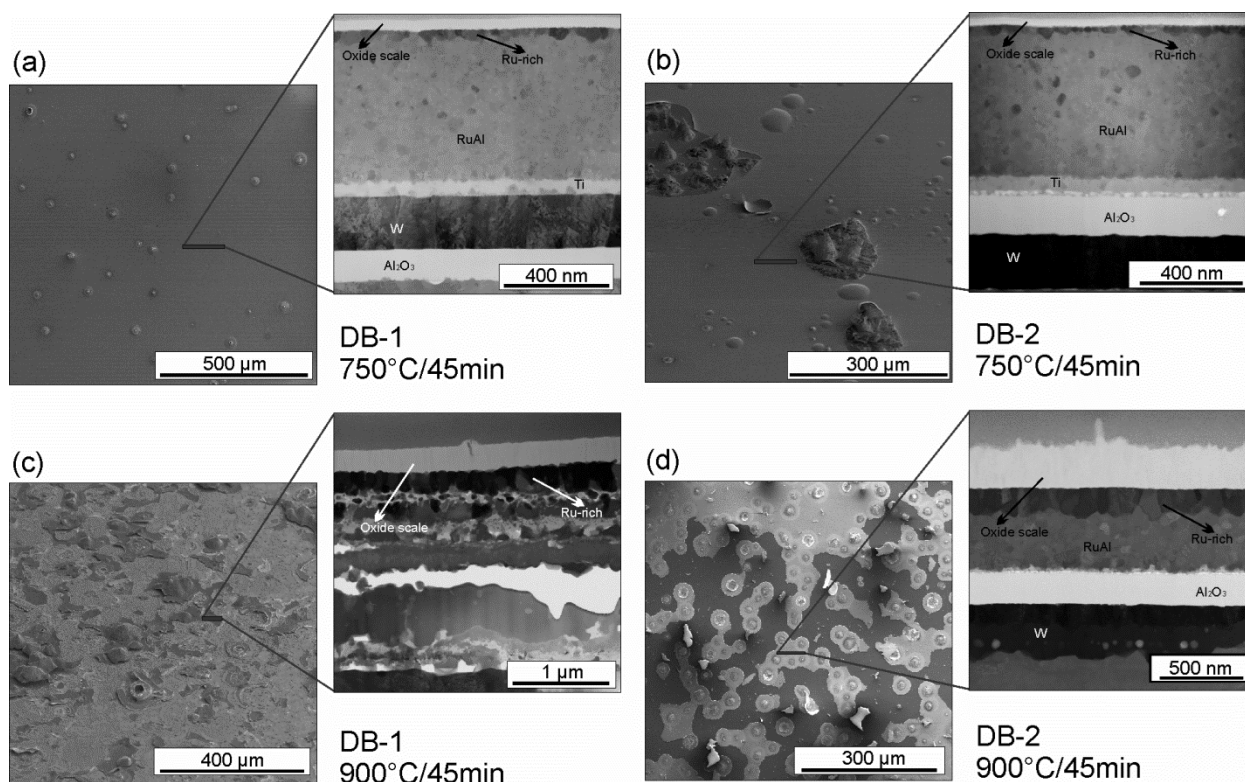 (a)
Oxide scale
Ru-rich
RuAl
Ti
W
Al₂O₃
400 nm
500 µm
DB-1
750°C/45min
(b)
Oxide scale
Ru-rich
RuAl
Ti
Al₂O₃
W
400 nm
300 µm
DB-2
750°C/45min
(c)
Oxide scale
Ru-rich
1 µm
400 µm
DB-1
900°C/45min
(d)
Oxide scale
Ru-rich
RuAl
Al₂O₃
W
500 nm
300 µm
DB-2
900°C/45min